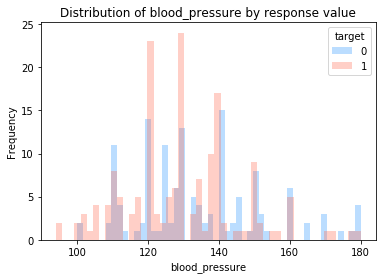 Distribution of blood_pressure by response value
target
0
1
Frequency
25
20
15
10
5
0
100 120 140 160 180
blood_pressure